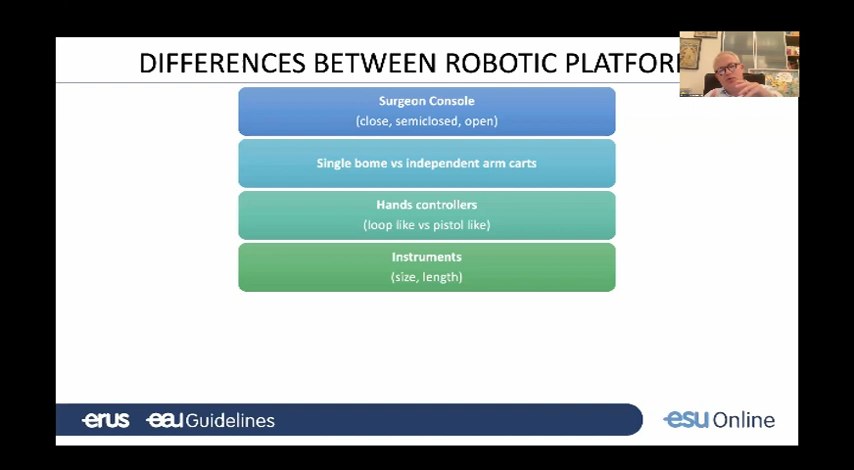 DIFFERENCES BETWEEN ROBOTIC PLATFOR
Surgeon Console
(close, semiclosed, open)
Single bome vs independent arm carts
Hands controllers
(loop like vs pistol like)
Instruments
(size, length)
erus eau Guidelines
esu Online